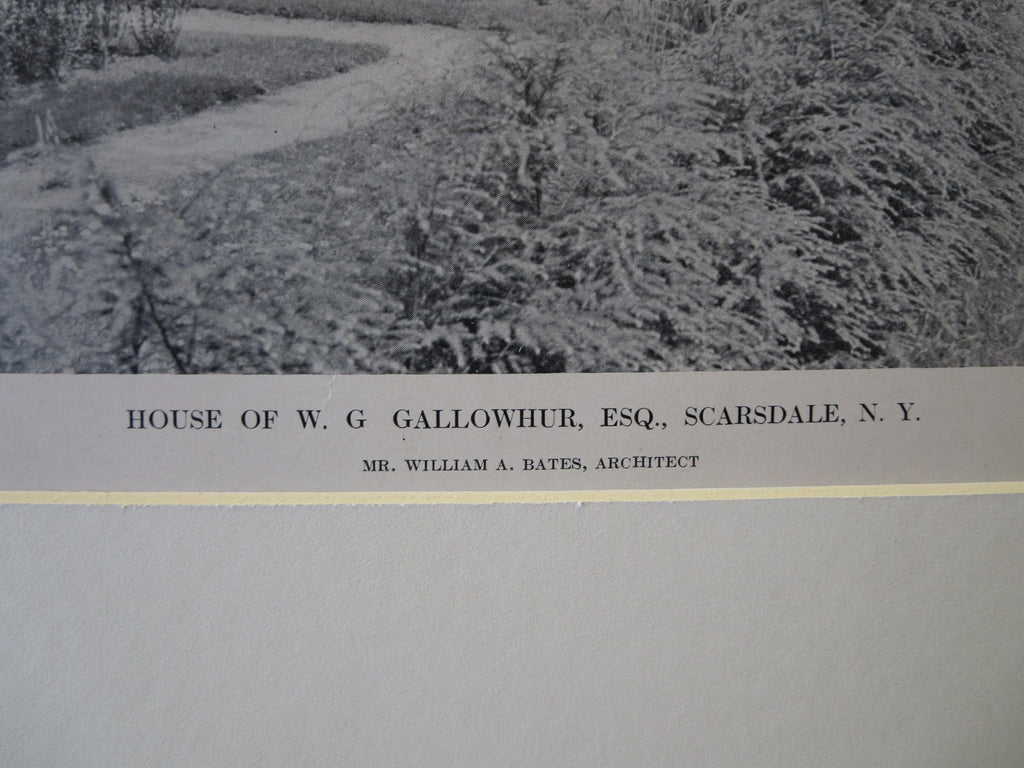 HOUSE OF W. G GALLOWHUR, ESQ., SCARSDALE, N. Y.
MR. WILLIAM A. BATES, ARCHITECT